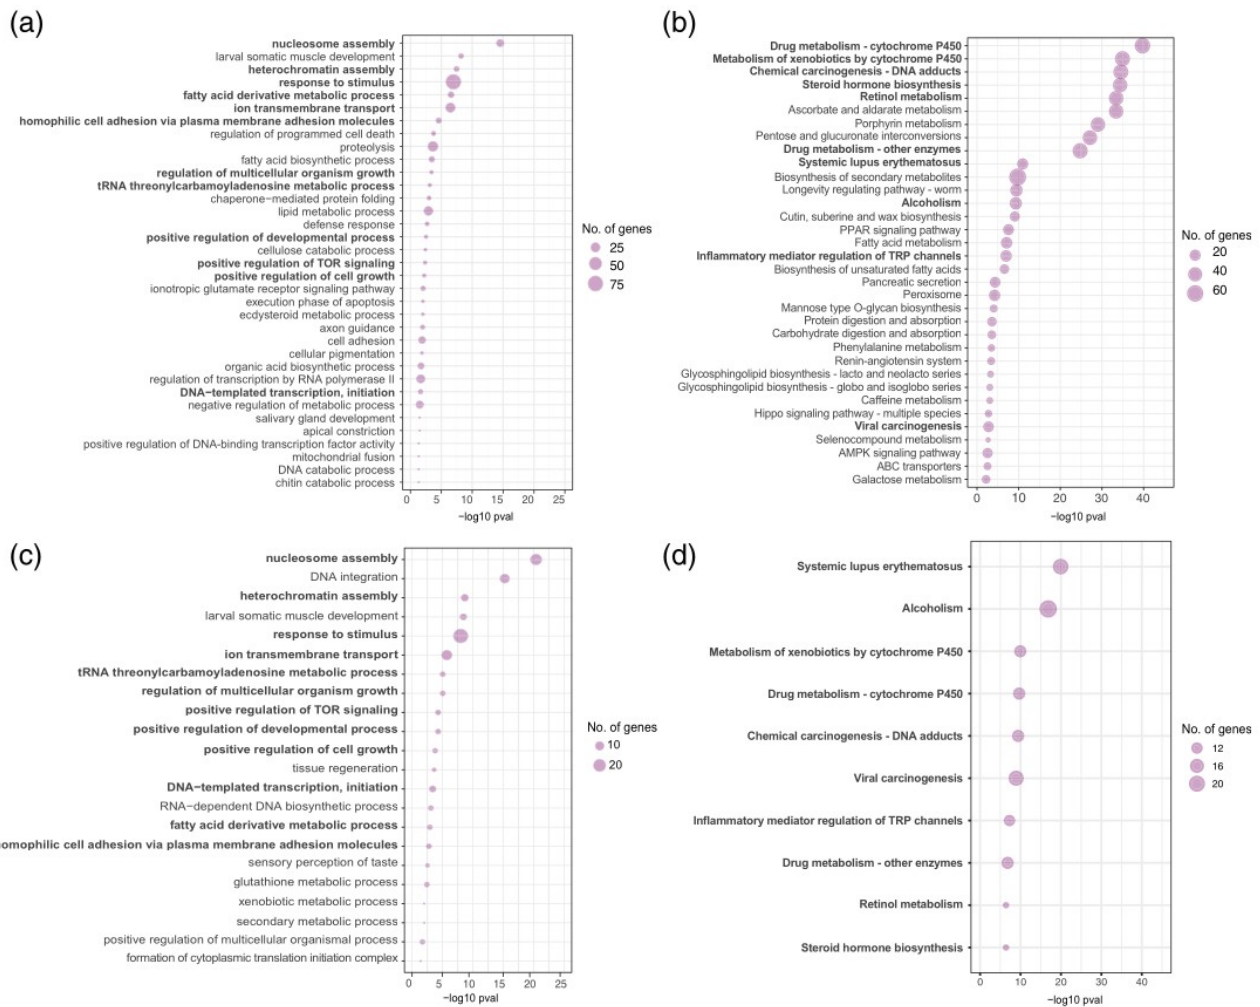 (a)
nucleosome assembly
larval somatic muscle development
heterochromatin assembly
response to stimulus
fatty acid derivative metabolic process
ion transmembrane transport
homophilic cell adhesion via plasma membrane adhesion molecules
regulation of programmed cell death
proteolysis
fatty acid biosynthetic process
regulation of multicellular organism growth
tRNA threonylcarbamoyladenosine metabolic process
chaperone-mediated protein folding
lipid metabolic process
defense response
positive regulation of developmental process
cellulose catabolic process
positive regulation of TOR signaling
positive regulation of cell growth
ionotropic glutamate receptor signaling pathway
execution phase of apoptosis
ecdysteroid metabolic process
axon guidance
cell adhesion
cellular pigmentation
organic acid biosynthetic process
regulation of transcription by RNA polymerase II
DNA-templated transcription, initiation
negative regulation of metabolic process
salivary gland development
apical constriction
positive regulation of DNA-binding transcription factor activity
mitochondrial fusion
DNA catabolic process
chitin catabolic process
0 5 10 15 20 25
−log10 pval
No. of genes
25
50
75
(b)
Drug metabolism - cytochrome P450
Metabolism of xenobiotics by cytochrome P450
Chemical carcinogenesis - DNA adducts
Steroid hormone biosynthesis
Retinol metabolism
Ascorbate and aldarate metabolism
Porphyrin metabolism
Pentose and glucuronate interconversions
Drug metabolism - other enzymes
Systemic lupus erythematosus
Biosynthesis of secondary metabolites
Longevity regulating pathway - worm
Alcoholism
Cutin, suberine and wax biosynthesis
PPAR signaling pathway
Fatty acid metabolism
Inflammatory mediator regulation of TRP channels
Biosynthesis of unsaturated fatty acids
Pancreatic secretion
Peroxisome
Mannose type O-glycan biosynthesis
Protein digestion and absorption
Carbohydrate digestion and absorption
Phenylalanine metabolism
Renin-angiotensin system
Glycosphingolipid biosynthesis - lacto and neolacto series
Glycosphingolipid biosynthesis - globo and isoglobo series
Caffeine metabolism
Hippo signaling pathway - multiple species
Viral carcinogenesis
Selenocompound metabolism
AMPK signaling pathway
ABC transporters
Galactose metabolism
0 10 20 30 40
−log10 pval
No. of genes
20
40
60
(c)
nucleosome assembly
DNA integration
heterochromatin assembly
larval somatic muscle development
response to stimulus
ion transmembrane transport
tRNA threonylcarbamoyladenosine metabolic process
regulation of multicellular organism growth
positive regulation of TOR signaling
positive regulation of developmental process
positive regulation of cell growth
tissue regeneration
DNA−templated transcription, initiation
RNA−dependent DNA biosynthetic process
fatty acid derivative metabolic process
omophilic cell adhesion via plasma membrane adhesion molecules
sensory perception of taste
glutathione metabolic process
xenobiotic metabolic process
secondary metabolic process
positive regulation of multicellular organismal process
formation of cytoplasmic translation initiation complex
0 5 10 15 20 25
−log10 pval
No. of genes
10
20
(d)
Systemic lupus erythematosus
Alcoholism
Metabolism of xenobiotics by cytochrome P450
Drug metabolism - cytochrome P450
Chemical carcinogenesis - DNA adducts
Viral carcinogenesis
Inflammatory mediator regulation of TRP channels
Drug metabolism - other enzymes
Retinol metabolism
Steroid hormone biosynthesis
0 10 20 30 40
−log10 pval
No. of genes
12
16
20